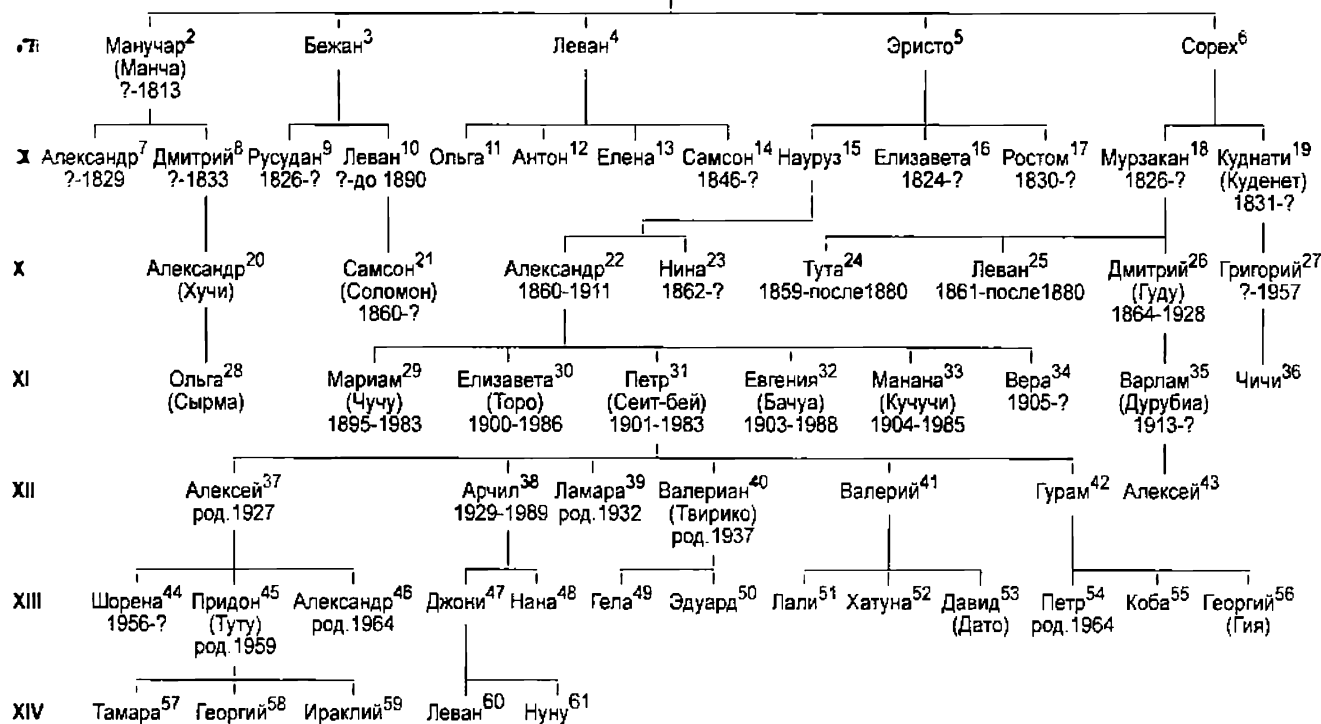 Манучар2 Бежан3 Леван4 Эристо5 Сорех6
(Манча)
?-1813
X Александр7 Дмитрий8 Русудан9 Леван10 Ольга11 Антон12 Елена13 Самсон14 Науруз15 Елизавета16 Ростом17 Мурзакан18 Куднати19
?-1829 ?-1833 1826-? ?-до 1890 1846-? 1824-? 1830-? 1826-? (Куденет)
1831-?
X Александр20 Самсон21 Александр22 Нина23 Тута24 Леван25 Дмитрий26 Григорий27
(Хучи) (Соломон) 1860-1911 1862-? 1859-после1880 1861-после1880 (Гуду) ?-1957
1860-? 1864-1928
XI Ольга28 Мариам29 Елизавета30 Петр31 Евгения32 Манана33 Вера34 Варлам35 Чичи36
(Сырма) (Чучу) (Торо) (Сеит-бей) (Бачуа) (Кучучи) 1905-? (Дурубиа)
1895-1983 1900-1986 1901-1983 1903-1988 1904-1985 1913-?
XII Алексей37 Арчил38 Ламара39 Валериан40 Валерий41 Гурам42 Алексей43
род.1927 1929-1989 род.1932 (Твирико)
род.1937
XIII Шорена44 Придон45 Александр46 Джони47 Нана48 Гела49 Эдуард50 Лали51 Хатуна52 Давид53 Петр54 Коба55 Георгий56
1956-? (Туту) род.1964 (Дато) род.1964 (Гия)
род.1959
XIV Тамара57 Георгий58 Ираклий59 Леван60 Нуну61